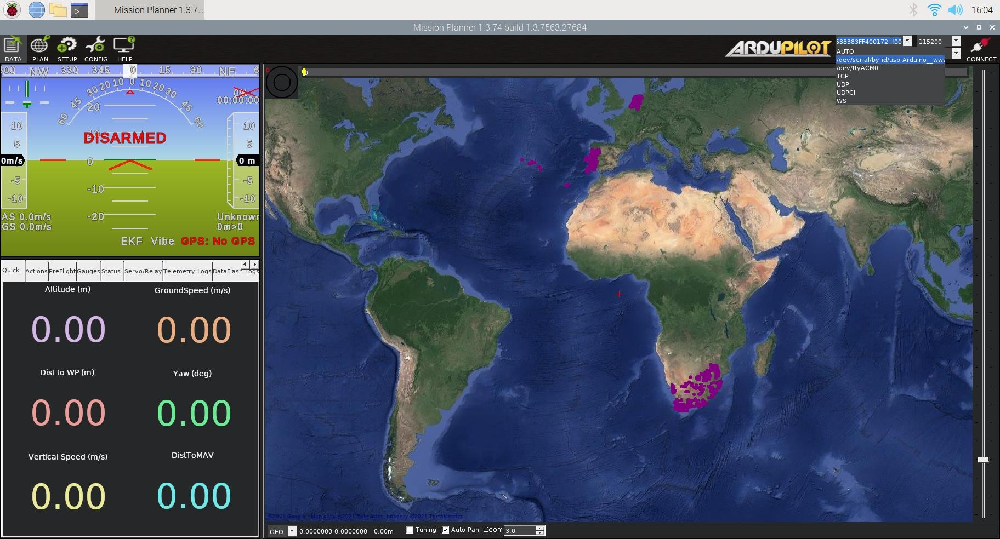 Mission Planner 1.3.7...
16:04
Mission Planner 1.3.74 build 1.3.7563.27684
DATA
PLAN
SETUP
CONFIG
HELP
ARDUPILOT
538383FF400172-if00
115200
CONNECT
AUTO
/dev/serial/by-id/usb-Arduino__www
/dev/ttyACM0
TCP
UDP
UDPCl
WS
300 NW 330 345 0 15 30 NE 6
60 45 30 20 10 0 10 20 30 45 60
0%
00:00:00
20
10
DISARMED
10
5
0m/s
-5
-10
0
-10
-20
10
5
0 m
-5
-10
AS 0.0m/s
GS 0.0m/s
Unknown
0m>0
EKF Vibe GPS: No GPS
0
Quick
Actions
PreFlight
Gauges
Status
Servo/Relay
Telemetry Logs
DataFlash Logs
Altitude (m)
GroundSpeed (m/s)
0.00
0.00
Dist to WP (m)
Yaw (deg)
0.00
0.00
Vertical Speed (m/s)
DistToMAV
0.00
0.00
©2021 Google - Map data ©2021 Tele Atlas, Imagery ©2021 TerraMetrics
GEO
0.0000000 0.0000000 0.00m
Tuning
Auto Pan
Zoom
3.0